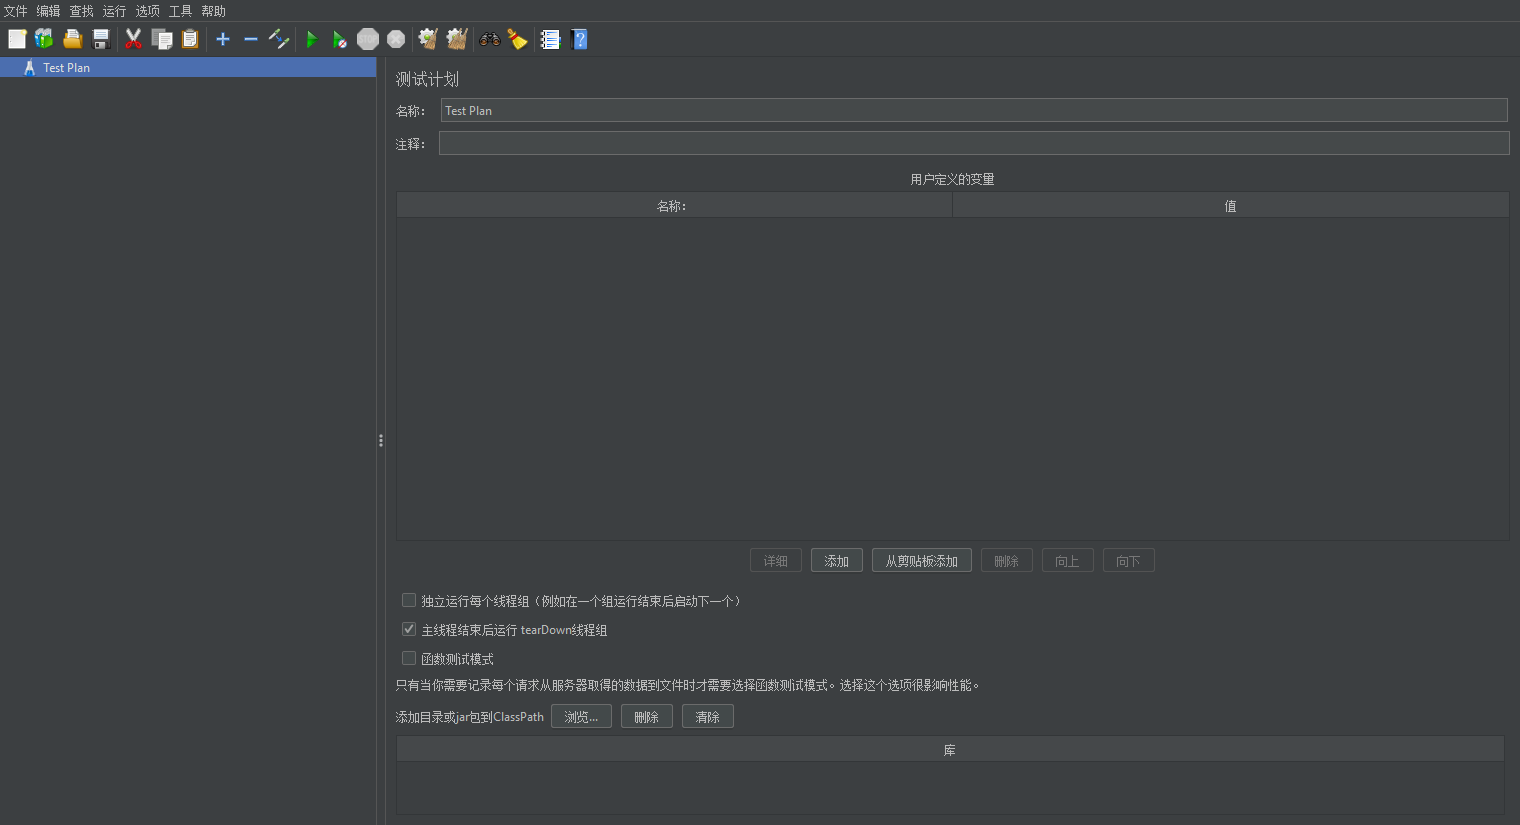 文件 编辑 查找 运行 选项 工具 帮助
Test Plan
测试计划
名称：
Test Plan
注释：
用户定义的变量
名称： 值
详细 添加 从剪贴板添加 删除 向上 向下
独立运行每个线程组（例如在一个组运行结束后启动下一个）
主线程结束后运行 tearDown线程组
函数测试模式
只有当你需要记录每个请求从服务器取得的数据到文件时才需要选择函数测试模式。选择这个选项很影响性能。
添加目录或jar包到ClassPath 浏览... 删除 清除
库